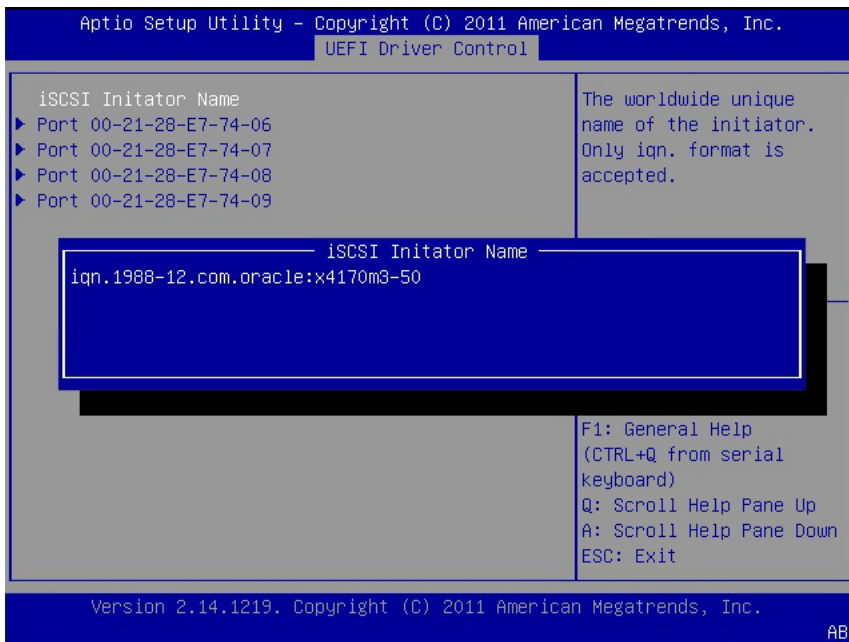 Aptio Setup Utility – Copyright (C) 2011 American Megatrends, Inc.
UEFI Driver Control
iSCSI Initator Name
Port 00-21-28-E7-74-06
Port 00-21-28-E7-74-07
Port 00-21-28-E7-74-08
Port 00-21-28-E7-74-09
The worldwide unique
name of the initiator.
Only iqn. format is
accepted.
iSCSI Initator Name
iqn.1988-12.com.oracle:x4170m3-50
F1: General Help
(CTRL+Q from serial
keyboard)
Q: Scroll Help Pane Up
A: Scroll Help Pane Down
ESC: Exit
Version 2.14.1219. Copyright (C) 2011 American Megatrends, Inc.
AB